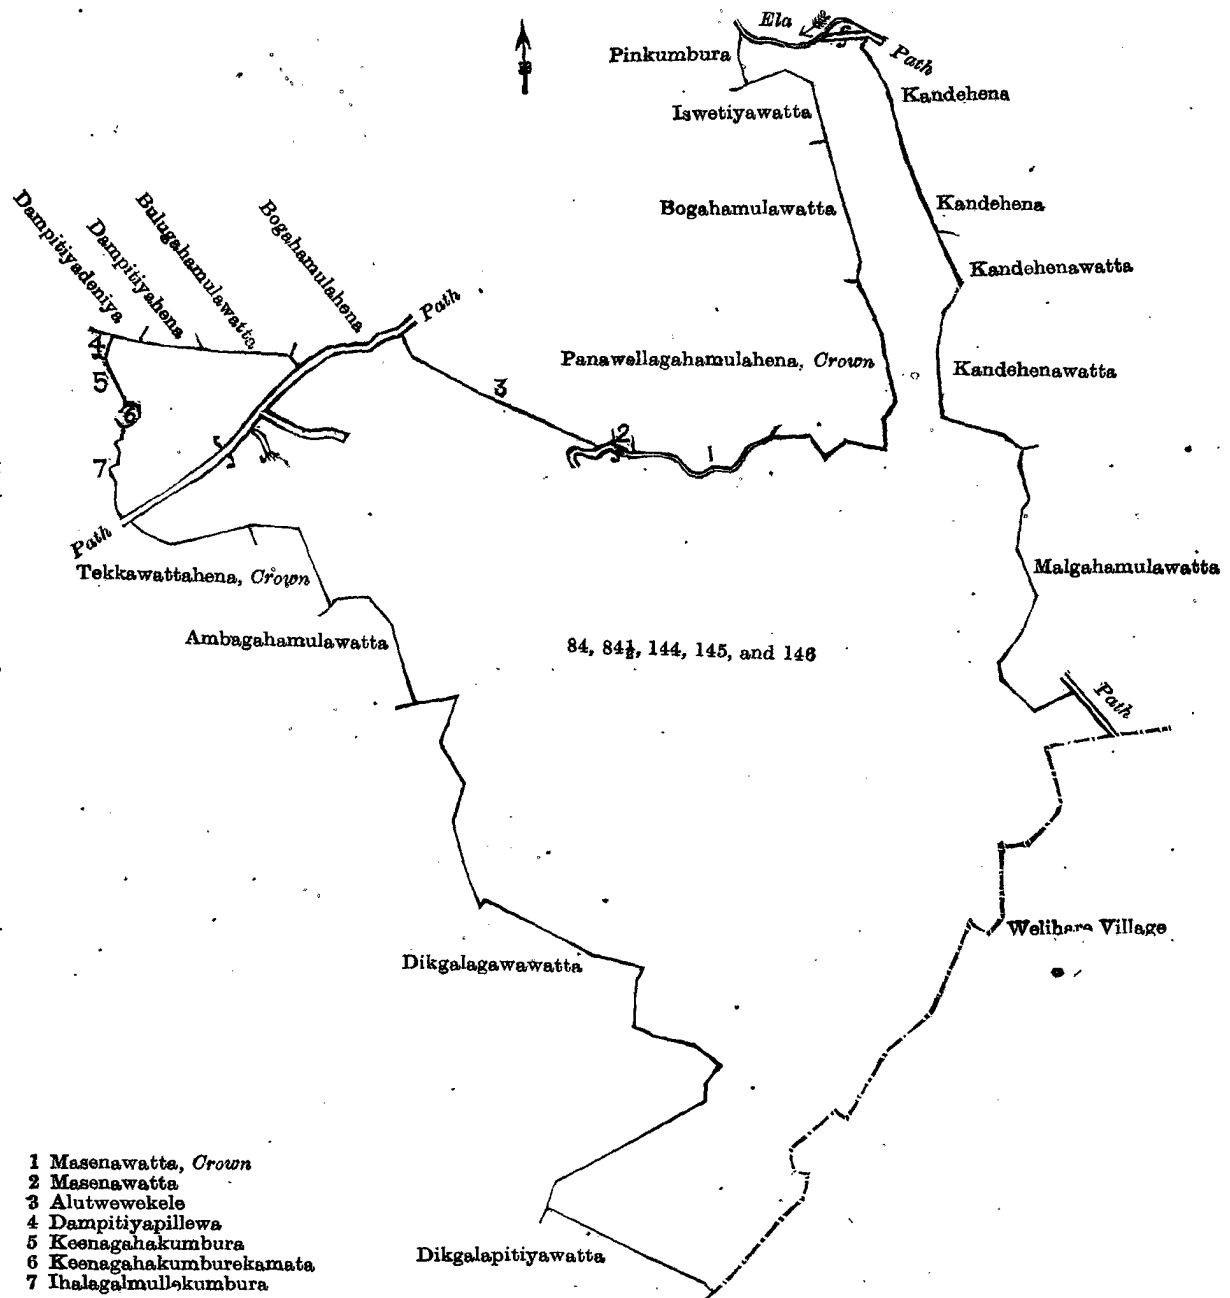 Ela
Path
Pinkumbura
Kandehena
Iswetiyawatta
Kandehena
Bogahamulawatta
Dampitiyadeniya
Dampitiyahena
Bulugahamulawatta
Bogahamulahena
Path
Kandehenawatta
4
5
6
7
3
2
1
Panawellagahamulahena, Crown
Kandehenawatta
Path
Tekkawattahena, Crown
Malgahamulawatta
Ambagahamulawatta
84, 84½, 144, 145, and 146
Path
Welihara Village
Dikgalagawawatta
Dikgalapitiyawatta
1 Masenawatta, Crown
2 Masenawatta
3 Alutwewekele
4 Dampitiyapillewa
5 Keenagahakumbura
6 Keenagahakumburekamata
7 Ihalagalmullekumbura